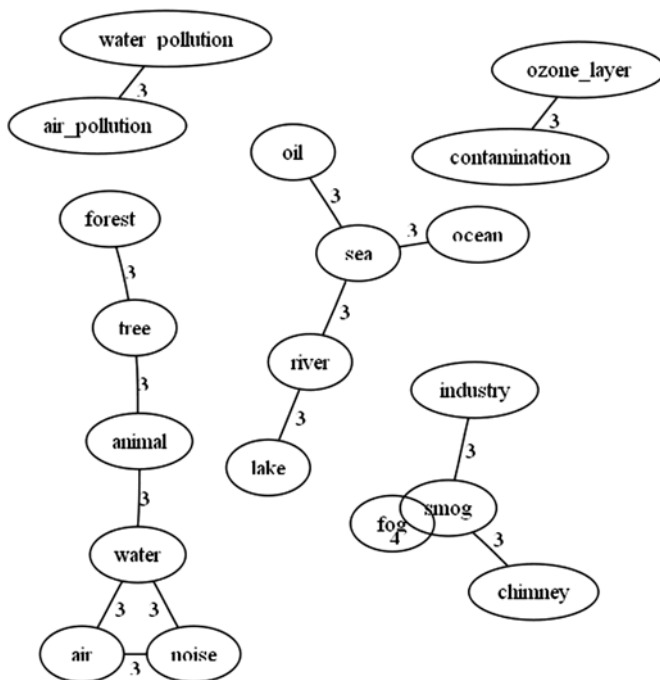 water pollution
3
air_pollution
ozone_layer
3
contamination
oil
3
sea
3
ocean
3
river
3
lake
forest
3
tree
3
animal
3
water
3
3
air
3
noise
industry
3
smog
fog
4
3
chimney